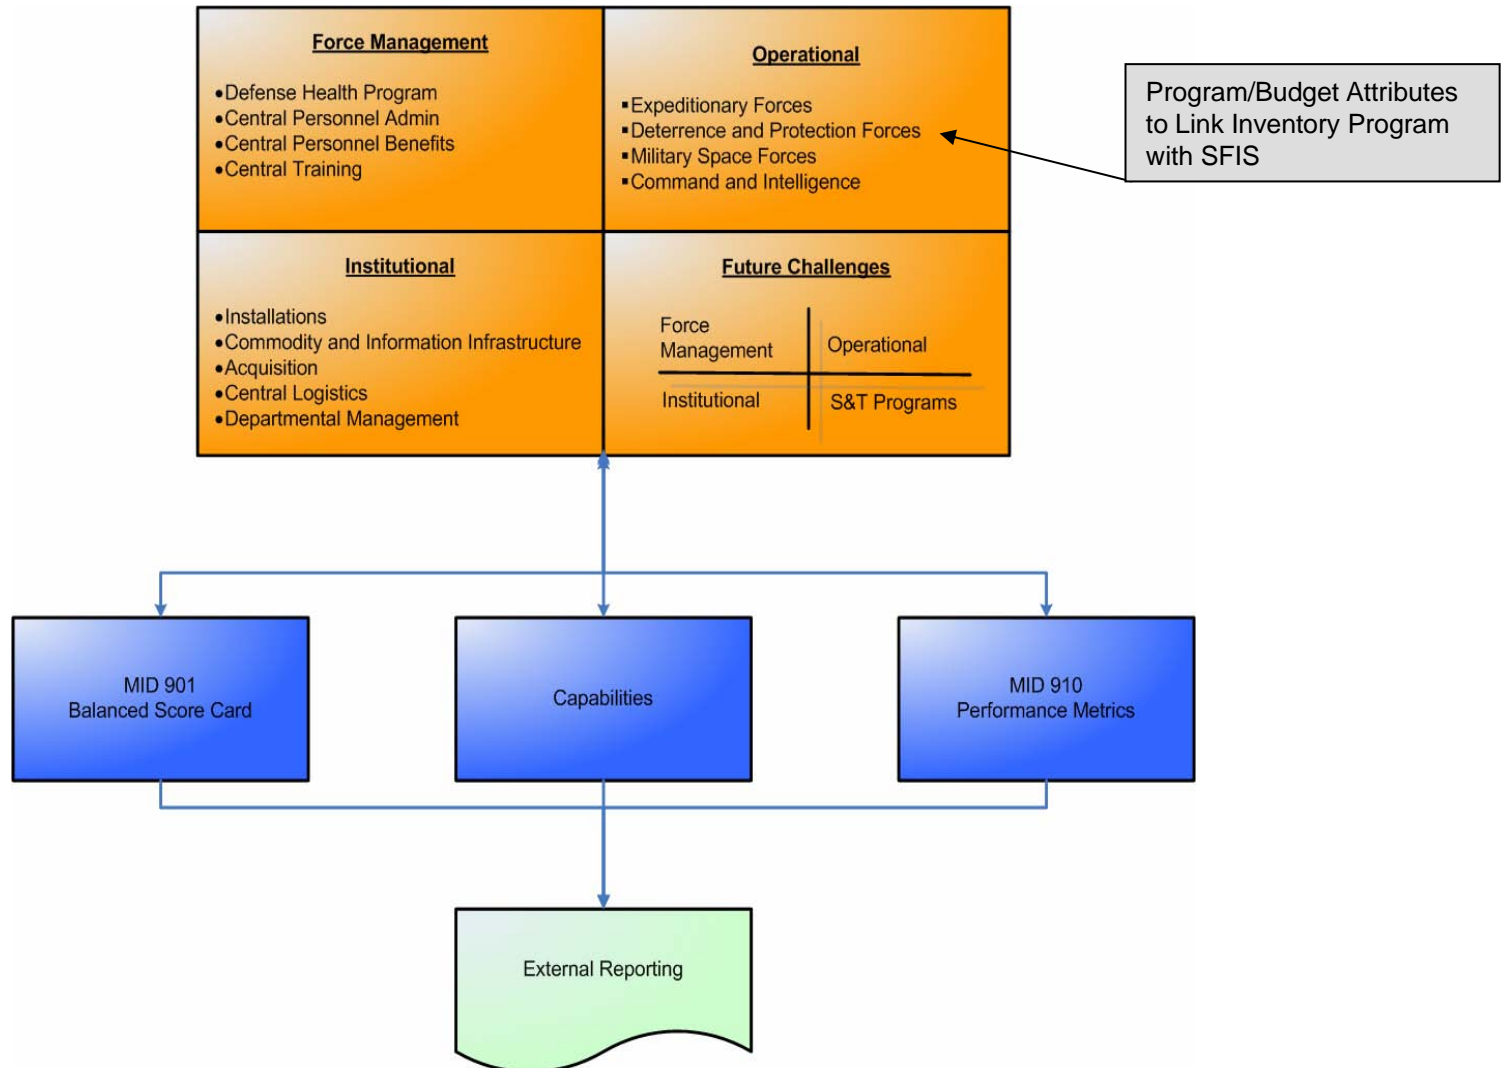 Force Management
•Defense Health Program
•Central Personnel Admin
•Central Personnel Benefits
•Central Training
Operational
▪Expeditionary Forces
▪Deterrence and Protection Forces
▪Military Space Forces
▪Command and Intelligence
Program/Budget Attributes
to Link Inventory Program
with SFIS
Institutional
•Installations
•Commodity and Information Infrastructure
•Acquisition
•Central Logistics
•Departmental Management
Future Challenges
Force
Management
Operational
Institutional
S&T Programs
MID 901
Balanced Score Card
Capabilities
MID 910
Performance Metrics
External Reporting